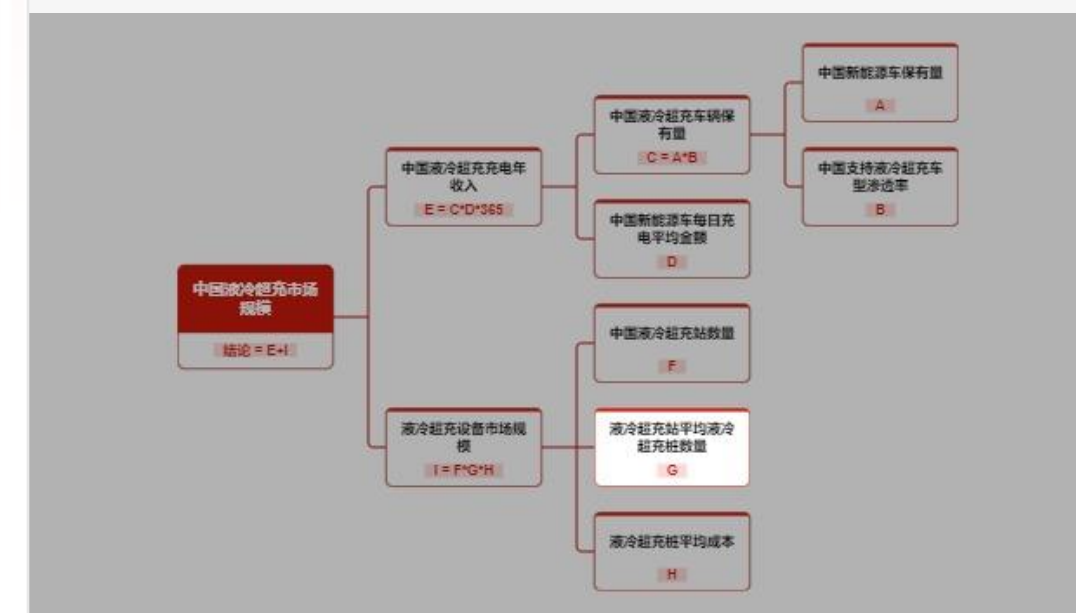 中国液冷超充市场
规模
结论 = E+I
中国液冷超充充电年
收入
E = C*D*365
中国液冷超充车辆保
有量
C = A*B
中国新能源车保有量
A
中国支持液冷超充车
型渗透率
B
中国新能源车每日充
电平均金额
D
液冷超充设备市场规
模
I = F*G*H
中国液冷超充站数量
F
液冷超充站平均液冷
超充桩数量
G
液冷超充桩平均成本
H